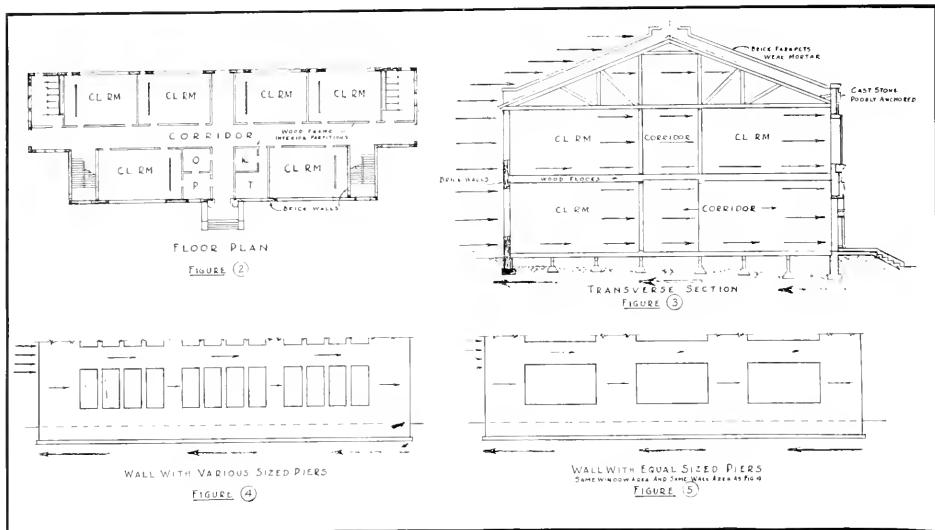 CL RM
CL RM
CL RM
CL RM
CORRIDOR
WOOD FRAME
INTERIOR PARTITIONS
CL RM
O
P
K
T
CL RM
BRICK WALLS
FLOOR PLAN
FIGURE 2
BRICK PARAPETS
WEAK MORTAR
CAST STONE
POORLY ANCHORED
CL RM
CORRIDOR
CL RM
BRICK WALLS
WOOD FLOORS
CL RM
CORRIDOR
TRANSVERSE SECTION
FIGURE 3
WALL WITH VARIOUS SIZED PIERS
FIGURE 4
WALL WITH EQUAL SIZED PIERS
SAME WINDOW AREA AND SAME WALL AREA AS FIG 4
FIGURE 5